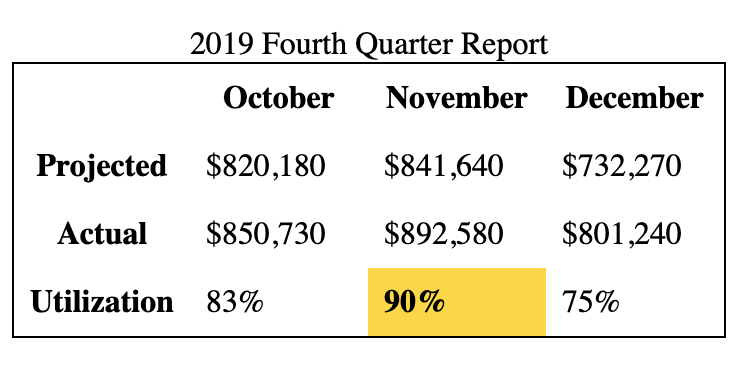 2019 Fourth Quarter Report
October November December
Projected $820,180 $841,640 $732,270
Actual $850,730 $892,580 $801,240
Utilization 83% 90% 75%